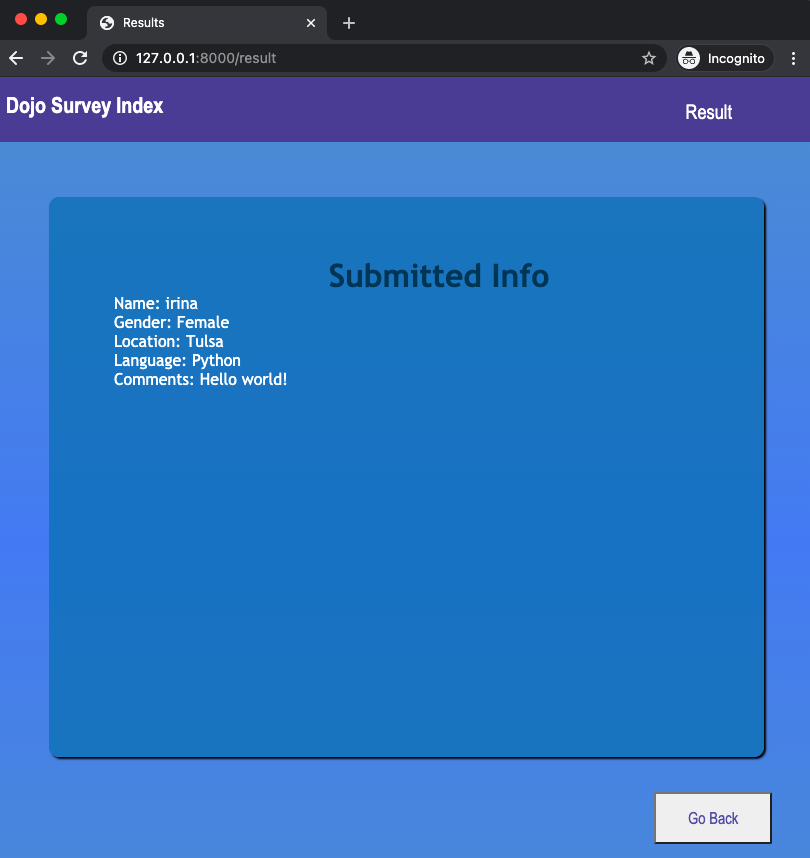 Results
127.0.0.1:8000/result
Incognito
Dojo Survey Index
Result
Submitted Info
Name: irina
Gender: Female
Location: Tulsa
Language: Python
Comments: Hello world!
Go Back